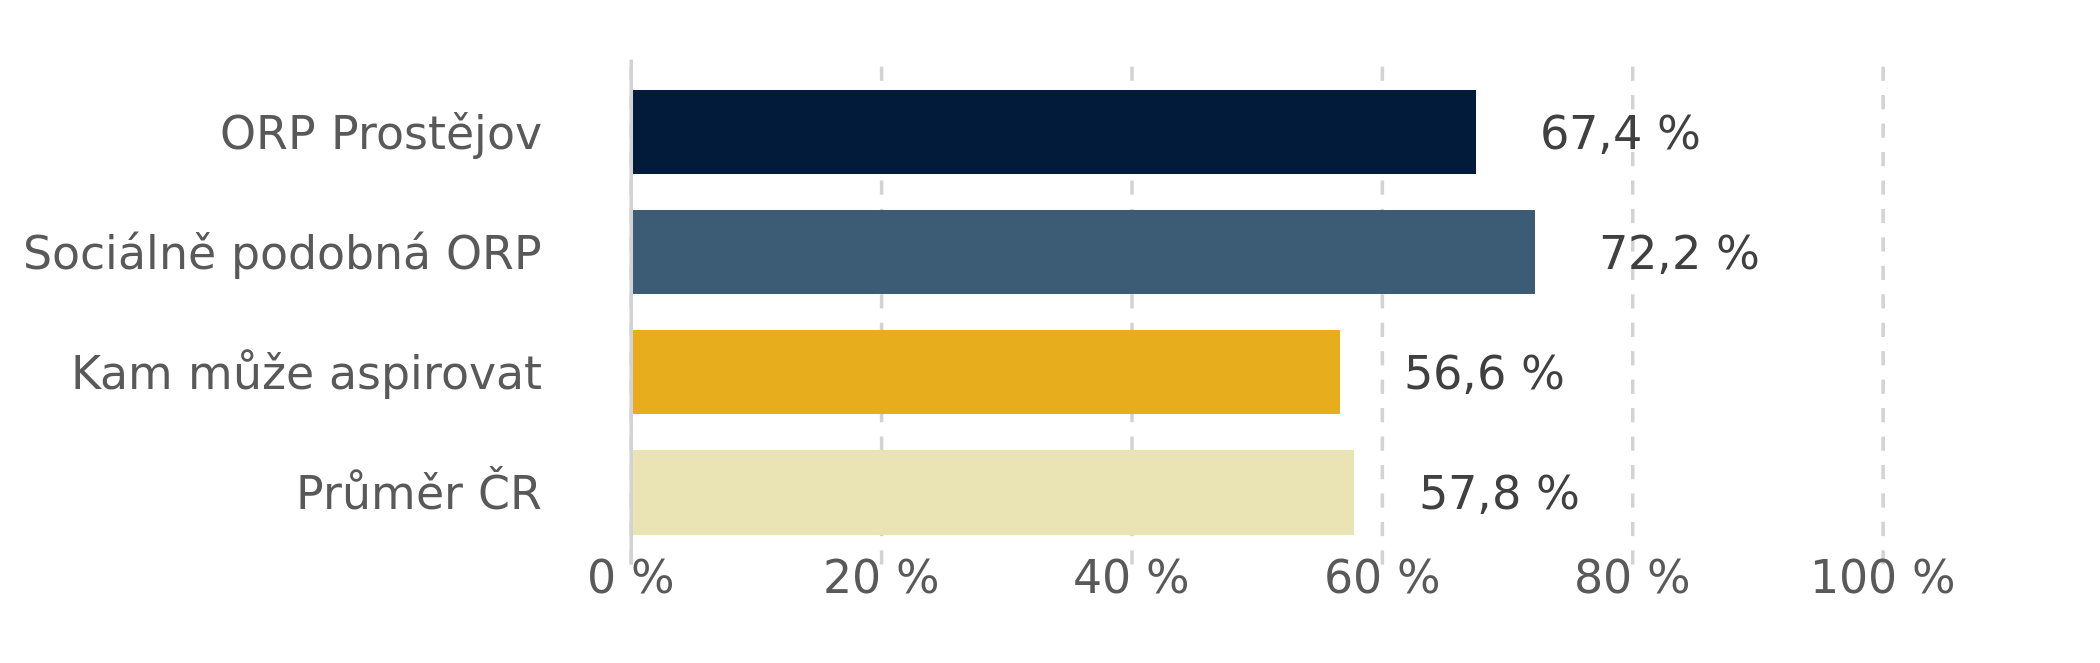 ORP Prostějov 67,4 %
Sociálně podobná ORP 72,2 %
Kam může aspirovat 56,6 %
Průměr ČR 57,8 %
0 % 20 % 40 % 60 % 80 % 100 %